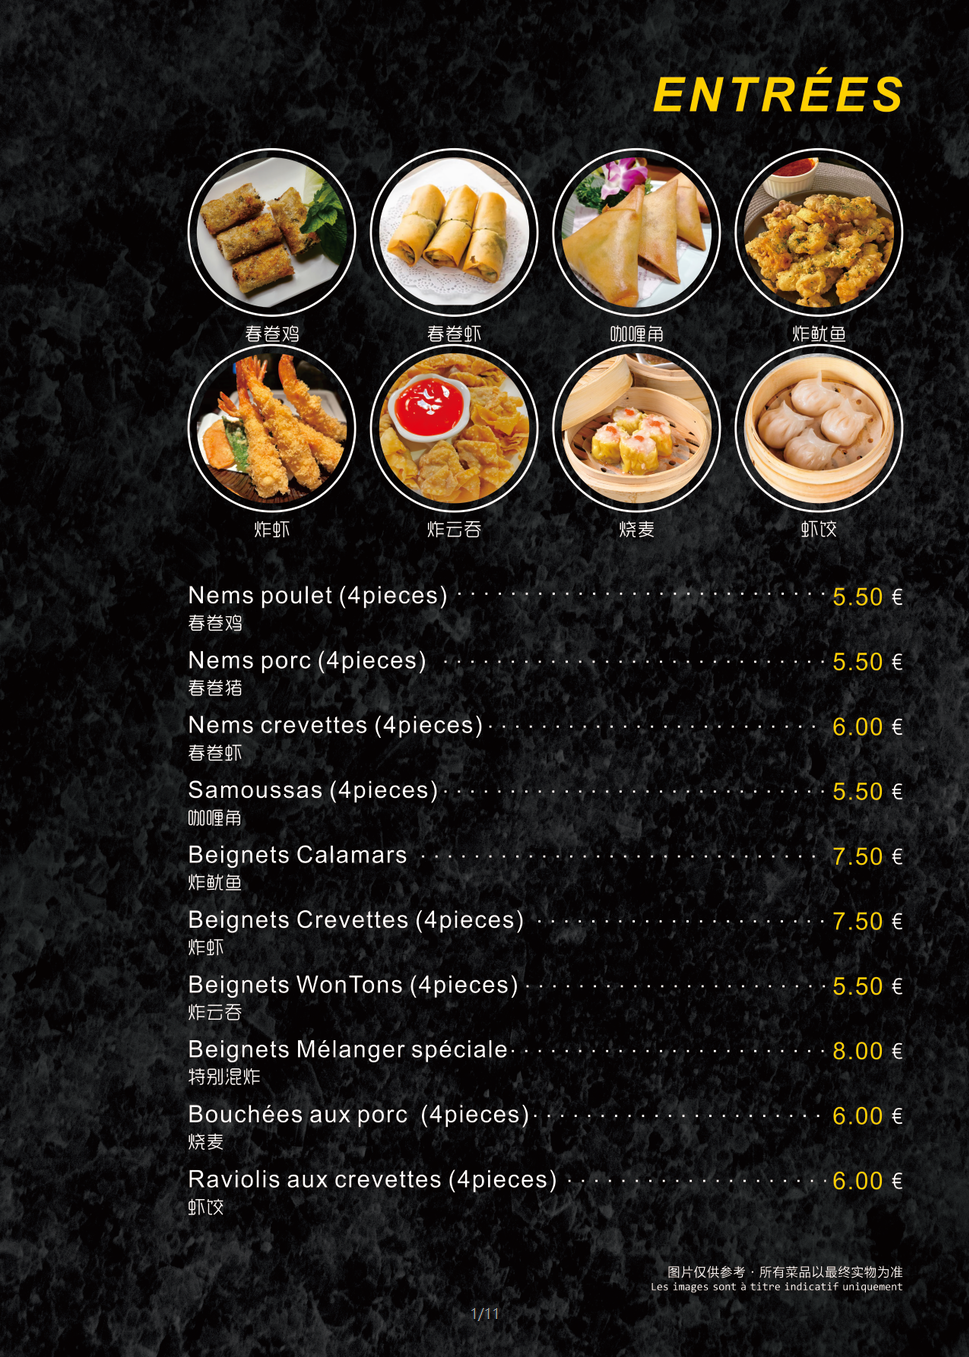 ENTRÉES
春卷鸡 春卷虾 咖喱角 炸鱿鱼
炸虾 炸云吞 烧麦 虾饺
Nems poulet (4pieces) 5.50 €
春卷鸡
Nems porc (4pieces) 5.50 €
春卷猪
Nems crevettes (4pieces) 6.00 €
春卷虾
Samoussas (4pieces) 5.50 €
咖喱角
Beignets Calamars 7.50 €
炸鱿鱼
Beignets Crevettes (4pieces) 7.50 €
炸虾
Beignets WonTons (4pieces) 5.50 €
炸云吞
Beignets Mélanger spéciale 8.00 €
特别混炸
Bouchées aux porc (4pieces) 6.00 €
烧麦
Raviolis aux crevettes (4pieces) 6.00 €
虾饺
图片仅供参考 · 所有菜品以最终实物为准
Les images sont à titre indicatif uniquement
1/11